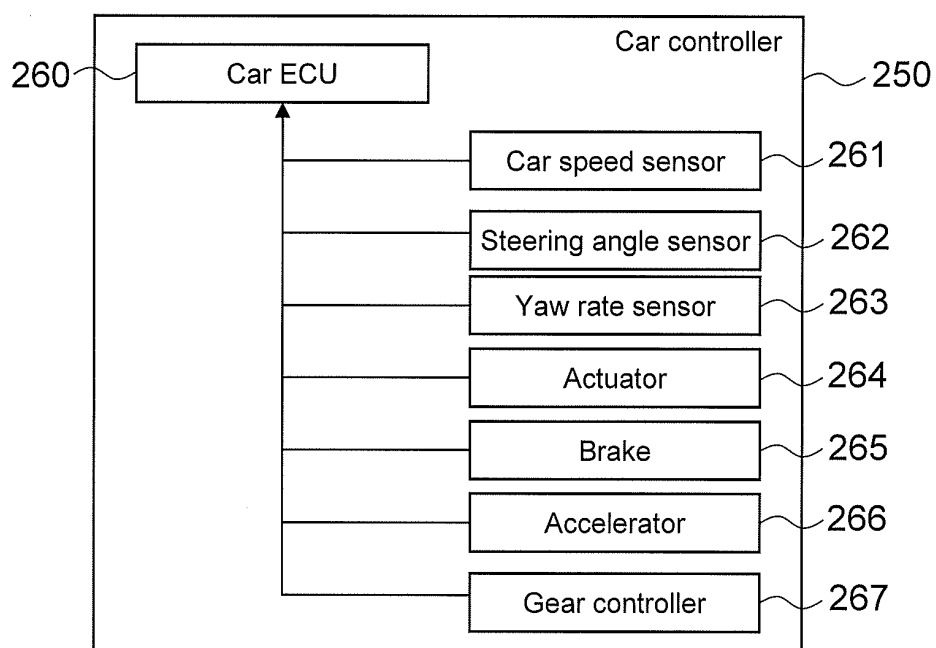 Car controller
260
Car ECU
250
Car speed sensor
261
Steering angle sensor
262
Yaw rate sensor
263
Actuator
264
Brake
265
Accelerator
266
Gear controller
267